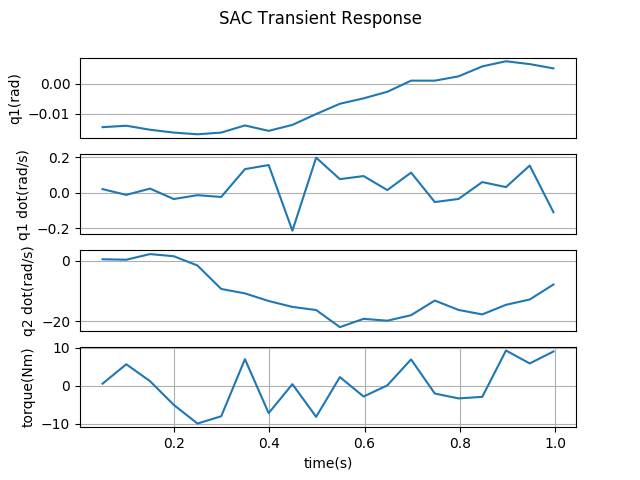 SAC Transient Response
q1(rad)
0.00
−0.01
q1 dot(rad/s)
0.2
0.0
−0.2
q2 dot(rad/s)
0
−20
torque(Nm)
10
0
−10
0.2 0.4 0.6 0.8 1.0
time(s)